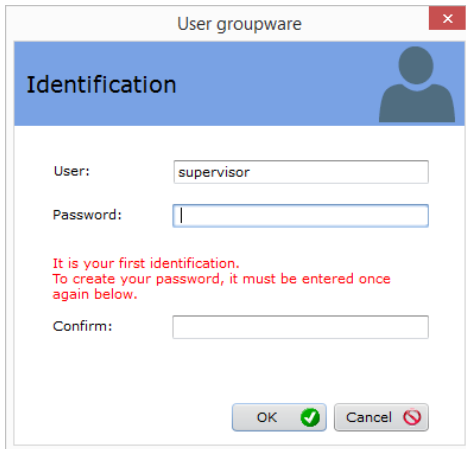 User groupware
Identification
User:
supervisor
Password:
It is your first identification.
To create your password, it must be entered once
again below.
Confirm:
OK
Cancel